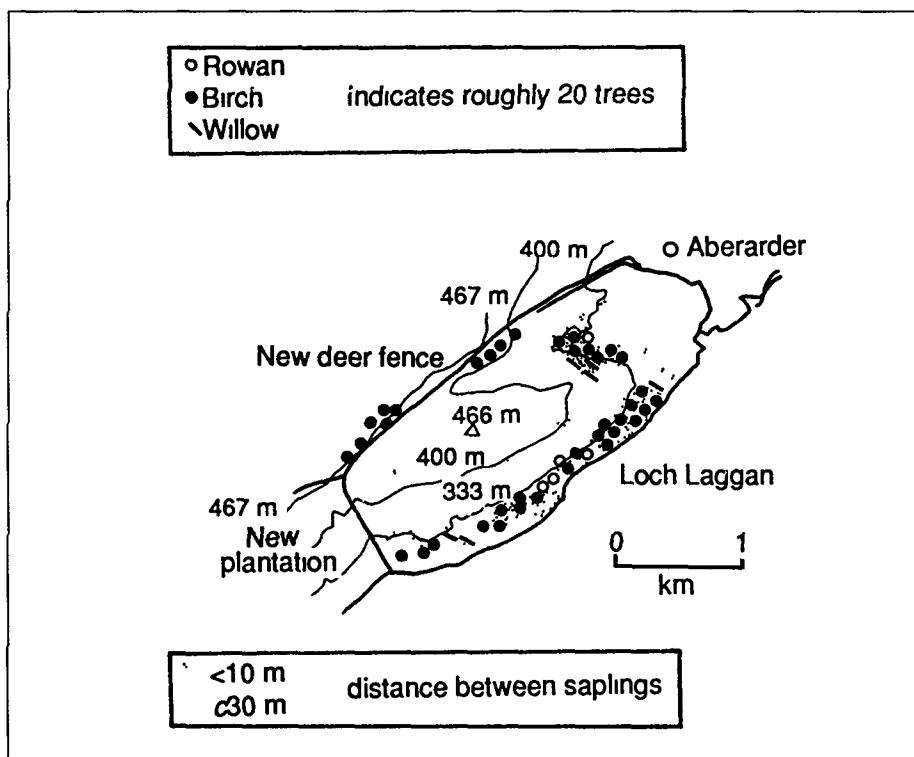 Rowan
Birch
Willow
indicates roughly 20 trees
400 m
Aberarder
467 m
New deer fence
466 m
400 m
333 m
Loch Laggan
467 m
New
plantation
0 1
km
<10 m
c30 m
distance between saplings